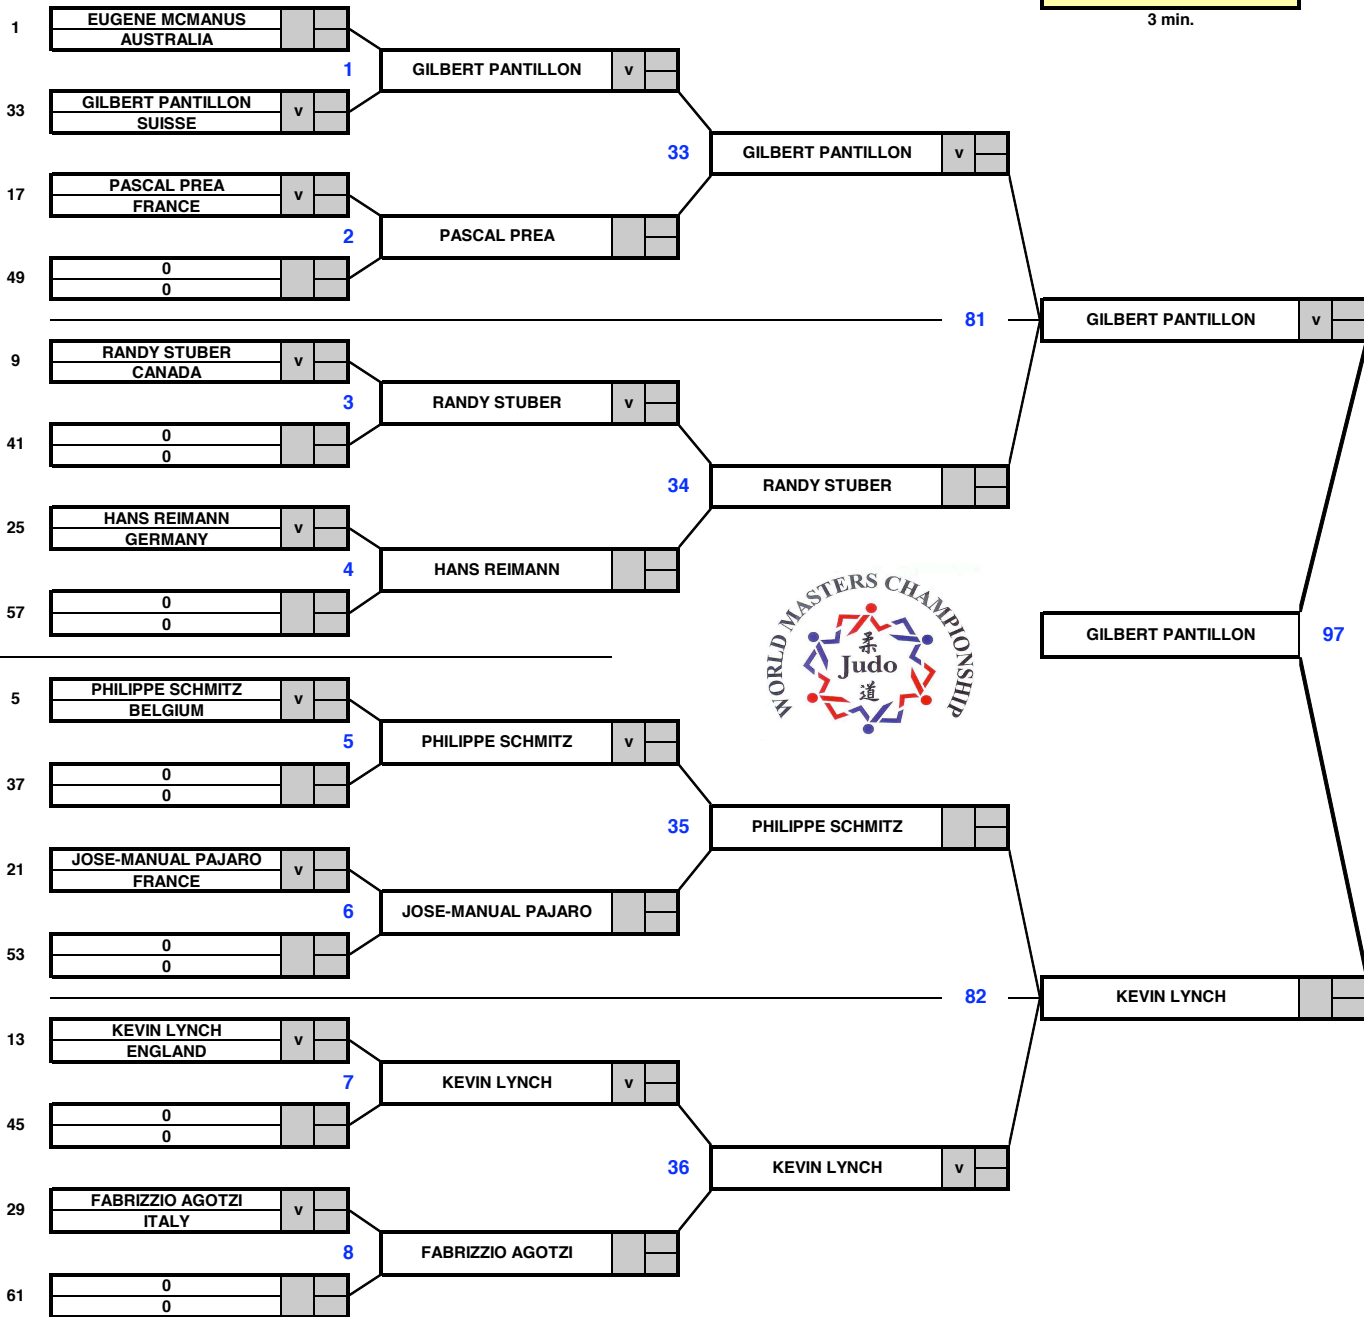 3 min.
1 EUGENE MCMANUS
AUSTRALIA
1 GILBERT PANTILLON v
33 GILBERT PANTILLON v
SUISSE
33 GILBERT PANTILLON v
17 PASCAL PREA v
FRANCE
2 PASCAL PREA
49 0
0
81 GILBERT PANTILLON v
9 RANDY STUBER v
CANADA
3 RANDY STUBER v
41 0
0
34 RANDY STUBER
25 HANS REIMANN v
GERMANY
4 HANS REIMANN
57 0
0
WORLD MASTERS CHAMPIONSHIP
柔
Judo
道
GILBERT PANTILLON 97
5 PHILIPPE SCHMITZ v
BELGIUM
5 PHILIPPE SCHMITZ v
37 0
0
35 PHILIPPE SCHMITZ
21 JOSE-MANUAL PAJARO v
FRANCE
6 JOSE-MANUAL PAJARO
53 0
0
82 KEVIN LYNCH
13 KEVIN LYNCH v
ENGLAND
7 KEVIN LYNCH v
45 0
0
36 KEVIN LYNCH v
29 FABRIZZIO AGOTZI v
ITALY
8 FABRIZZIO AGOTZI
61 0
0